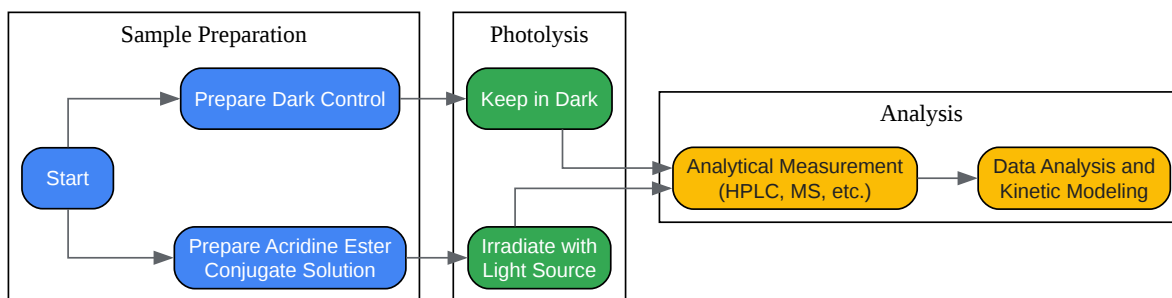 Sample Preparation
Photolysis
Prepare Dark Control
Keep in Dark
Analysis
Start
Analytical Measurement
(HPLC, MS, etc.)
Data Analysis and
Kinetic Modeling
Prepare Acridine Ester
Conjugate Solution
Irradiate with
Light Source